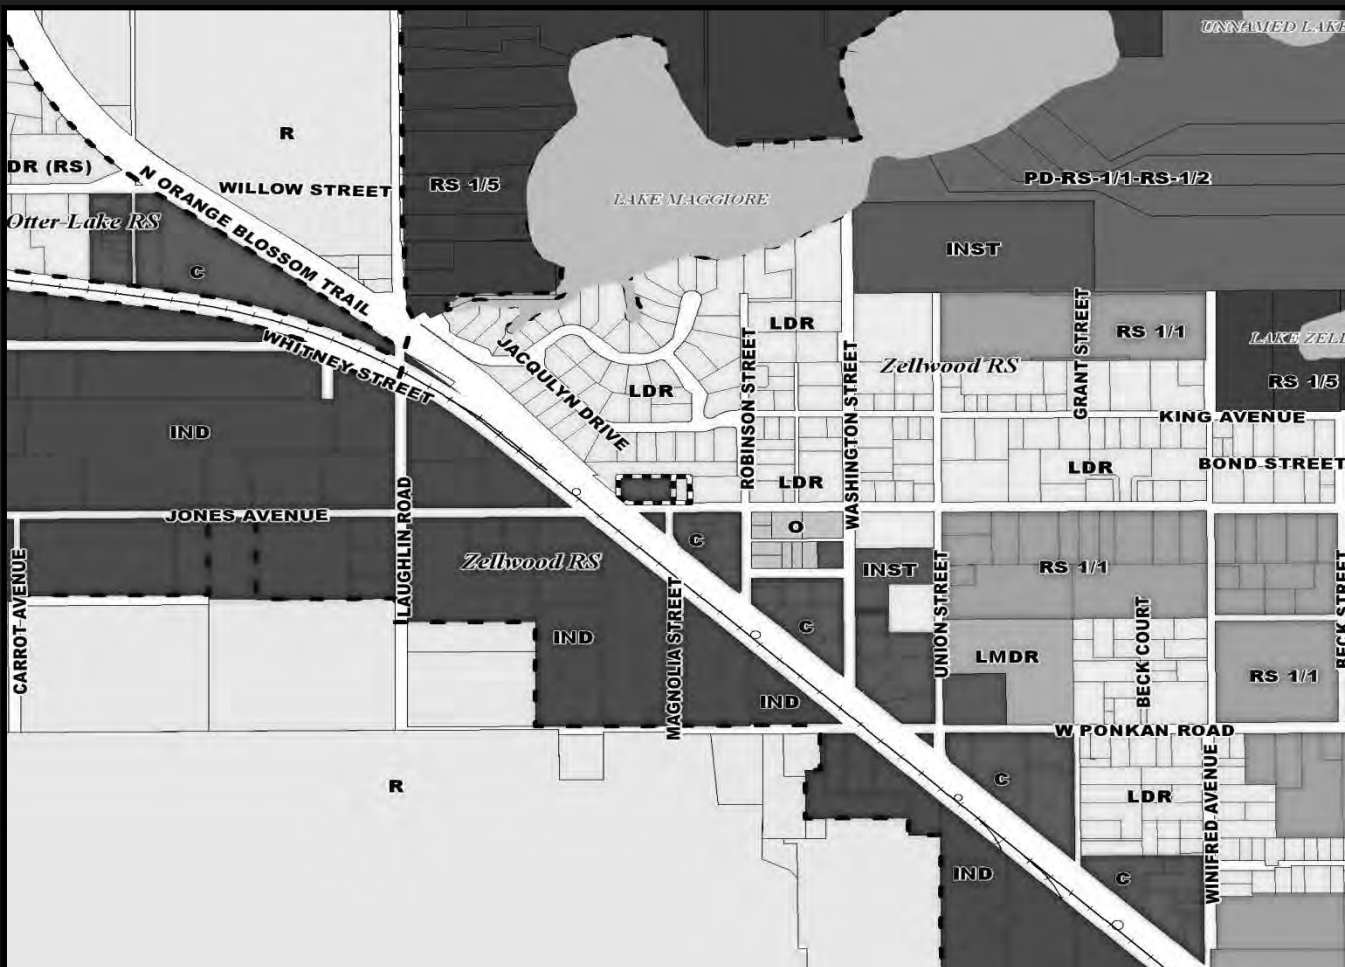 UNNAMED LAKE
R
DR (RS)
N ORANGE BLOSSOM TRAIL
WILLOW STREET
RS 1/5
LAKE MAGGIORE
PD-RS-1/1-RS-1/2
Otter Lake RS
C
INST
WHITNEY STREET
JACQULYN DRIVE
LDR
LDR
ROBINSON STREET
WASHINGTON STREET
Zellwood RS
GRANT STREET
RS 1/1
LAKE ZELL
RS 1/5
KING AVENUE
IND
LAUGHLIN ROAD
LDR
LDR
BOND STREET
JONES AVENUE
O
C
Zellwood RS
INST
UNION STREET
RS 1/1
CARROT AVENUE
MAGNOLIA STREET
IND
C
LMDR
BECK COURT
BECK STREET
RS 1/1
IND
W PONKAN ROAD
R
C
LDR
WINIFRED AVENUE
IND
C